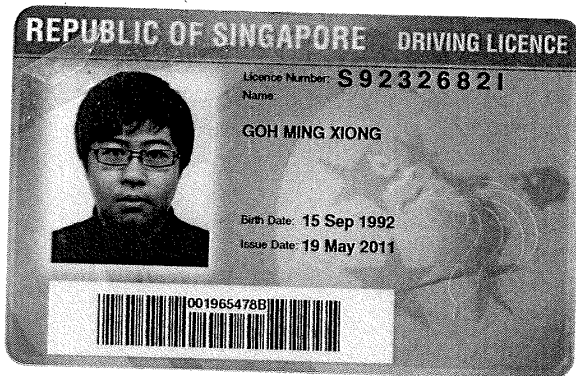 REPUBLIC OF SINGAPORE DRIVING LICENCE
Licence Number: S9232682I
Name:
GOH MING XIONG
Birth Date: 15 Sep 1992
Issue Date: 19 May 2011
001965478B